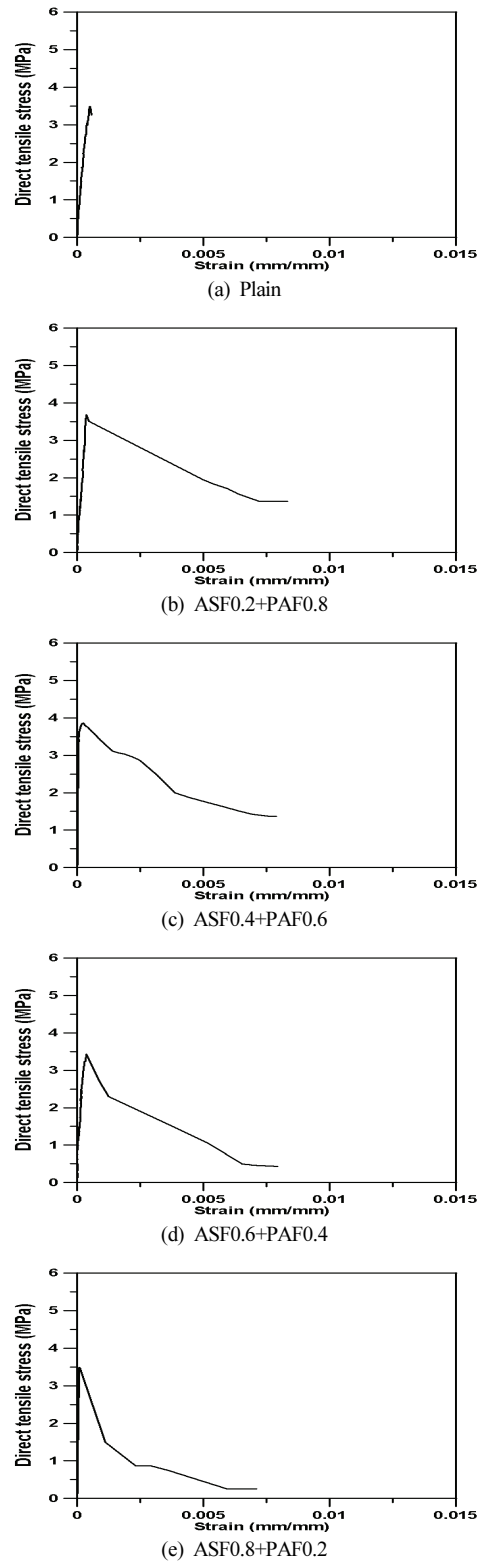 6
5
4
3
2
1
0
Direct tensile stress (MPa)
0 0.005 0.01 0.015
Strain (mm/mm)
(a) Plain
6
5
4
3
2
1
0
Direct tensile stress (MPa)
0 0.005 0.01 0.015
Strain (mm/mm)
(b) ASF0.2+PAF0.8
6
5
4
3
2
1
0
Direct tensile stress (MPa)
0 0.005 0.01 0.015
Strain (mm/mm)
(c) ASF0.4+PAF0.6
6
5
4
3
2
1
0
Direct tensile stress (MPa)
0 0.005 0.01 0.015
Strain (mm/mm)
(d) ASF0.6+PAF0.4
6
5
4
3
2
1
0
Direct tensile stress (MPa)
0 0.005 0.01 0.015
Strain (mm/mm)
(e) ASF0.8+PAF0.2